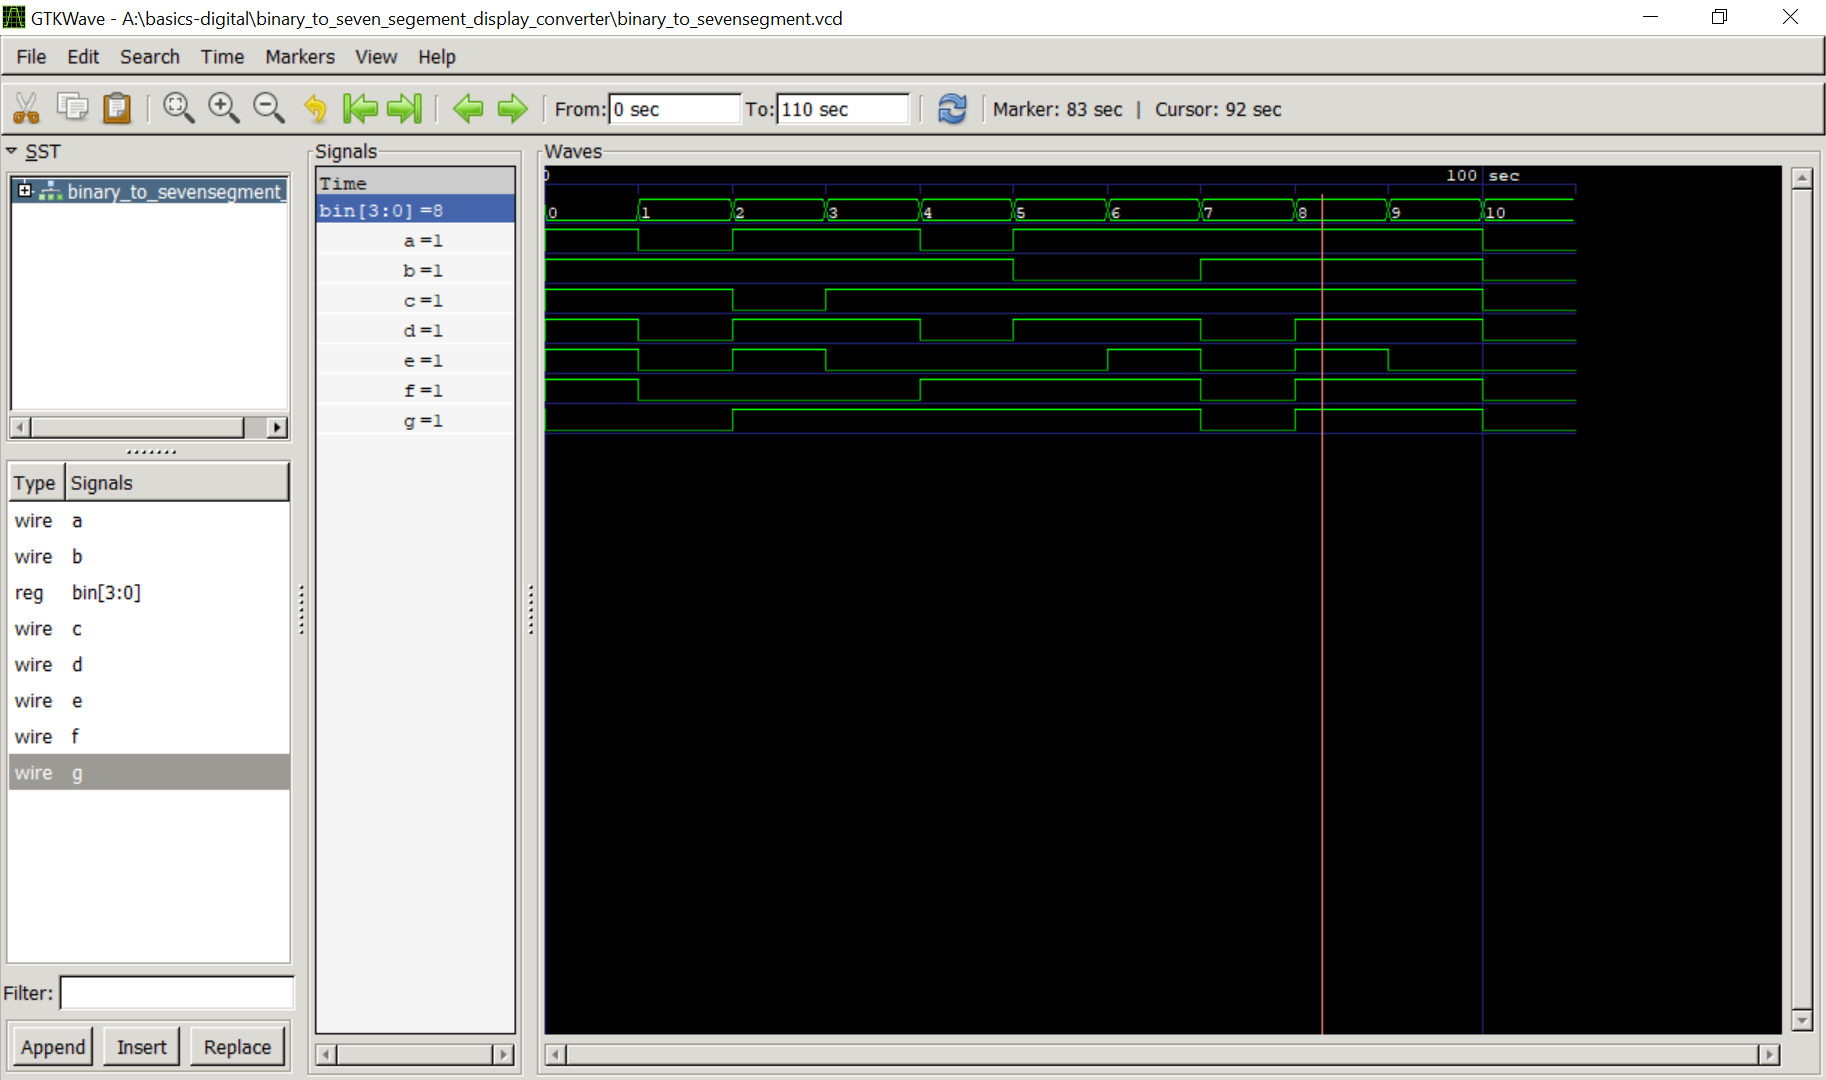 GTKWave - A:\basics-digital\binary_to_seven_segement_display_converter\binary_to_sevensegment.vcd
File Edit Search Time Markers View Help
From: 0 sec To: 110 sec Marker: 83 sec | Cursor: 92 sec
SST
binary_to_sevensegment_
Type Signals
wire a
wire b
reg bin[3:0]
wire c
wire d
wire e
wire f
wire g
Filter:
Append Insert Replace
Signals
Time
bin[3:0] =8
a =1
b =1
c =1
d =1
e =1
f =1
g =1
Waves
0 100 sec
0 1 2 3 4 5 6 7 8 9 10